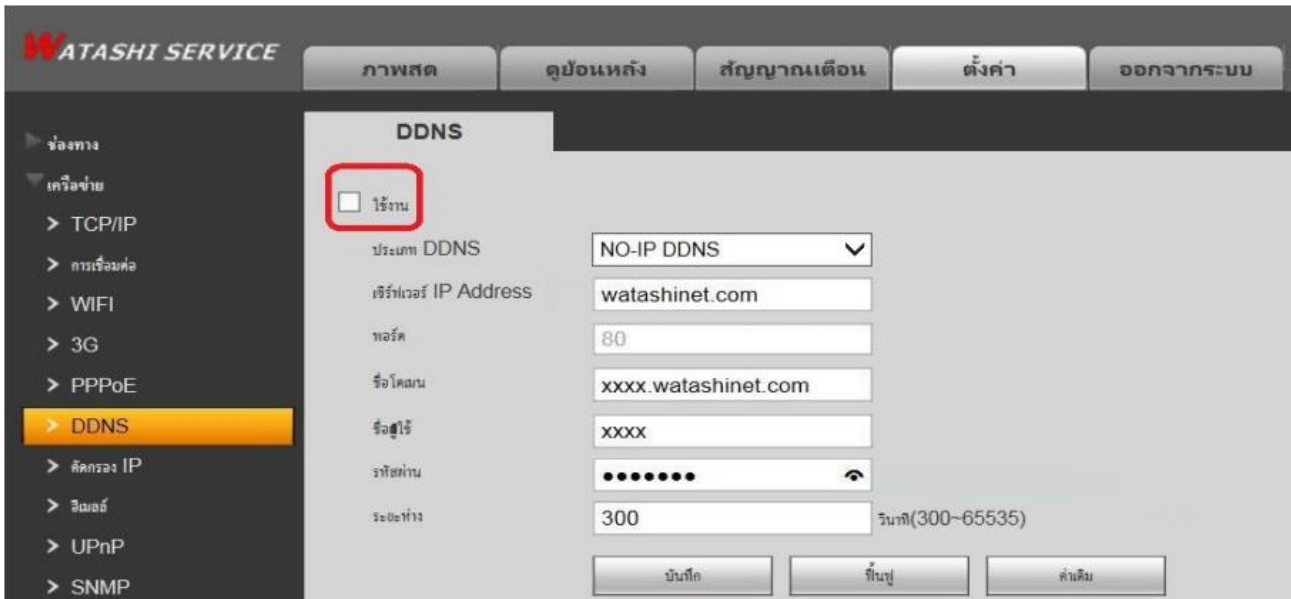 WATASHI SERVICE
ภาพสด ดูย้อนหลัง สัญญาณเตือน ตั้งค่า ออกจากระบบ
DDNS
ช่องทาง
เครือข่าย
> TCP/IP
> การเชื่อมต่อ
> WIFI
> 3G
> PPPoE
> DDNS
> คัดกรอง IP
> อีเมลล์
> UPnP
> SNMP
ใช้งาน
ประเภท DDNS NO-IP DDNS
เซิร์ฟเวอร์ IP Address watashinet.com
พอร์ต 80
ชื่อโดเมน xxxx.watashinet.com
ชื่อผู้ใช้ xxxx
รหัสผ่าน •••••••
ระยะห่าง 300 วินาที(300~65535)
บันทึก ฟื้นฟู ค่าเดิม